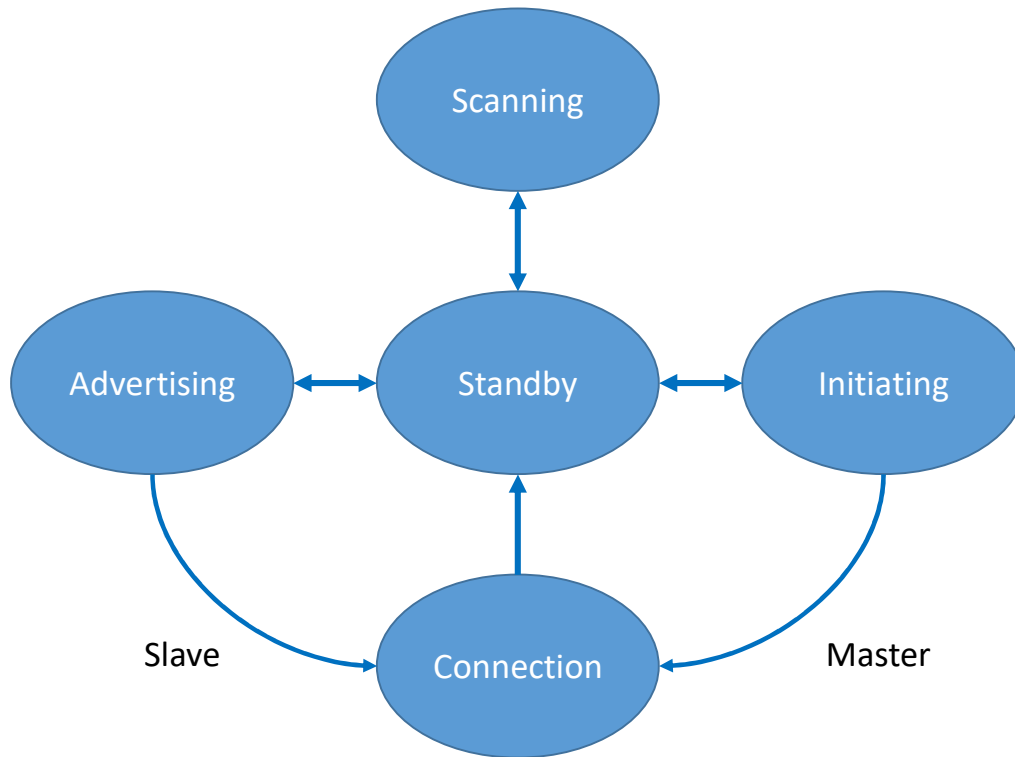 Scanning
Advertising
Standby
Initiating
Slave
Connection
Master